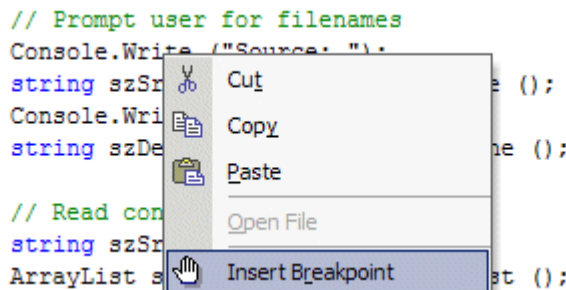 // Prompt user for filenames
Console.Write ("Source: ");
string szSr
Cut
e ();
Console.Wri
Copy
string szDe
ne ();
Paste
// Read con
Open File
string szSr
Insert Breakpoint
ArrayList s
st ();